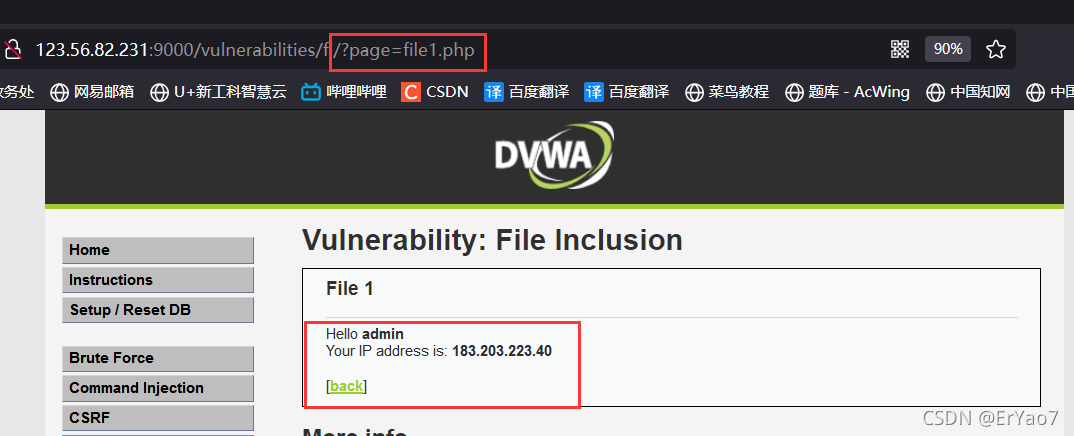 123.56.82.231:9000/vulnerabilities/fi/?page=file1.php 90%
务处 网易邮箱 U+新工科智慧云 哔哩哔哩 C CSDN 译 百度翻译 译 百度翻译 菜鸟教程 题库 - AcWing 中国知网 中国
DVWA
Vulnerability: File Inclusion
Home
Instructions
Setup / Reset DB
Brute Force
Command Injection
CSRF
File 1
Hello admin
Your IP address is: 183.203.223.40
[back]
More info
CSDN @ErYao7